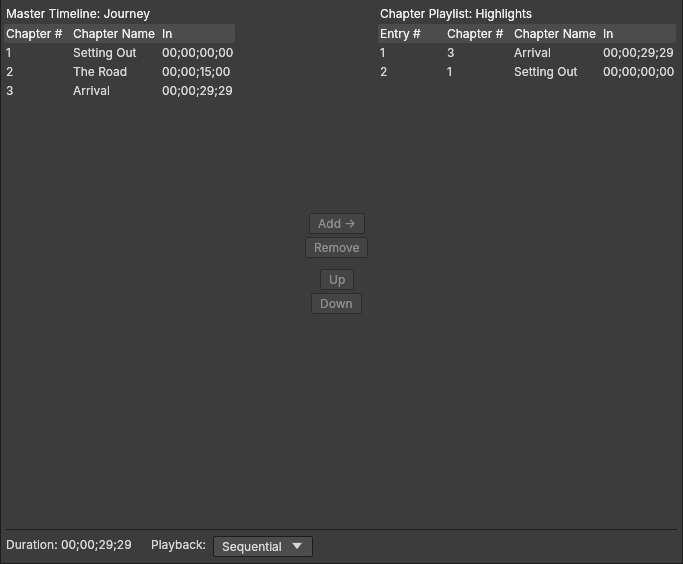 Master Timeline: Journey
Chapter # Chapter Name In
1 Setting Out 00;00;00;00
2 The Road 00;00;15;00
3 Arrival 00;00;29;29
Chapter Playlist: Highlights
Entry # Chapter # Chapter Name In
1 3 Arrival 00;00;29;29
2 1 Setting Out 00;00;00;00
Add →
Remove
Up
Down
Duration: 00;00;29;29 Playback: Sequential